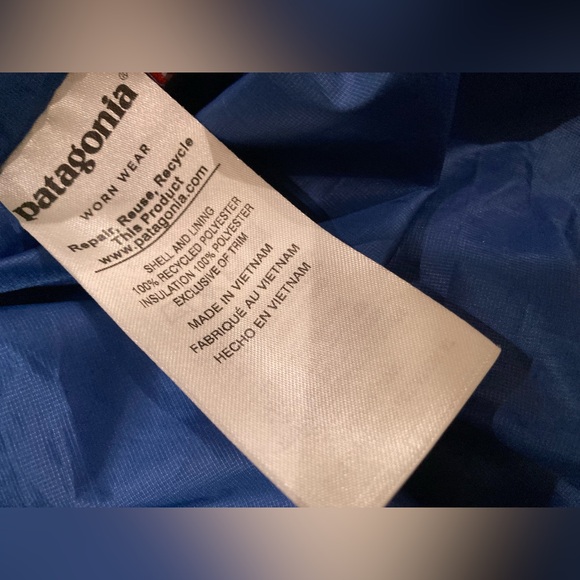 patagonia®
WORN WEAR
Repair, Reuse, Recycle
This Product
www.patagonia.com
SHELL AND LINING
100% RECYCLED POLYESTER
INSULATION 100% POLYESTER
EXCLUSIVE OF TRIM
MADE IN VIETNAM
FABRIQUÉ AU VIETNAM
HECHO EN VIETNAM